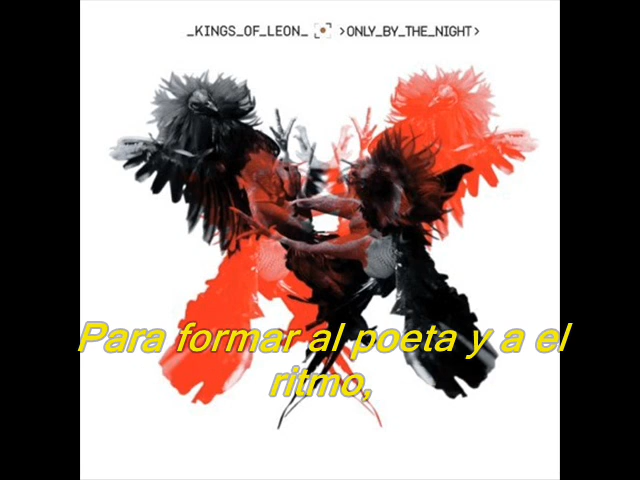 _KINGS_OF_LEON_ >ONLY_BY_THE_NIGHT>
Para formar al poeta y a el
ritmo,